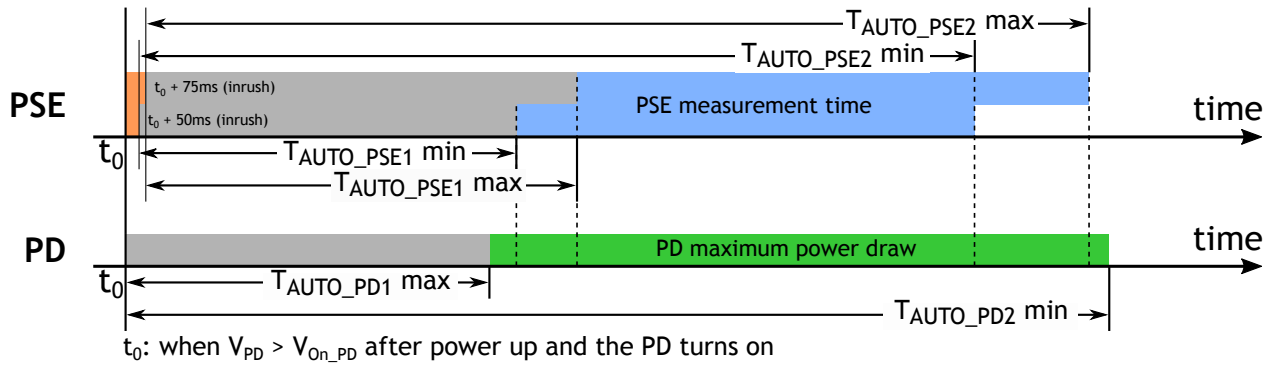 T_AUTO_PSE2 max
T_AUTO_PSE2 min
PSE
t₀ + 75ms (inrush)
t₀ + 50ms (inrush)
PSE measurement time
time
t₀
T_AUTO_PSE1 min
T_AUTO_PSE1 max
PD
PD maximum power draw
time
t₀
T_AUTO_PD1 max
T_AUTO_PD2 min
t₀: when V_PD > V_On_PD after power up and the PD turns on